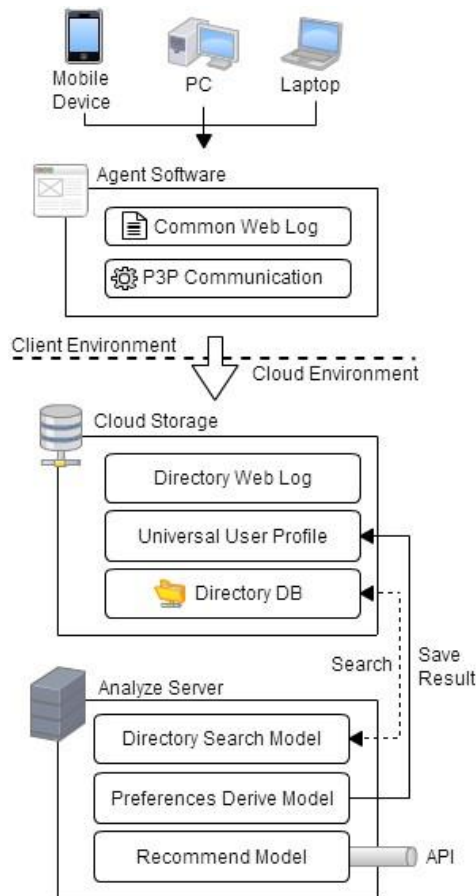 Mobile
Device
PC
Laptop
Agent Software
Common Web Log
P3P Communication
Client Environment
Cloud Environment
Cloud Storage
Directory Web Log
Universal User Profile
Directory DB
Search
Save
Result
Analyze Server
Directory Search Model
Preferences Derive Model
Recommend Model
API